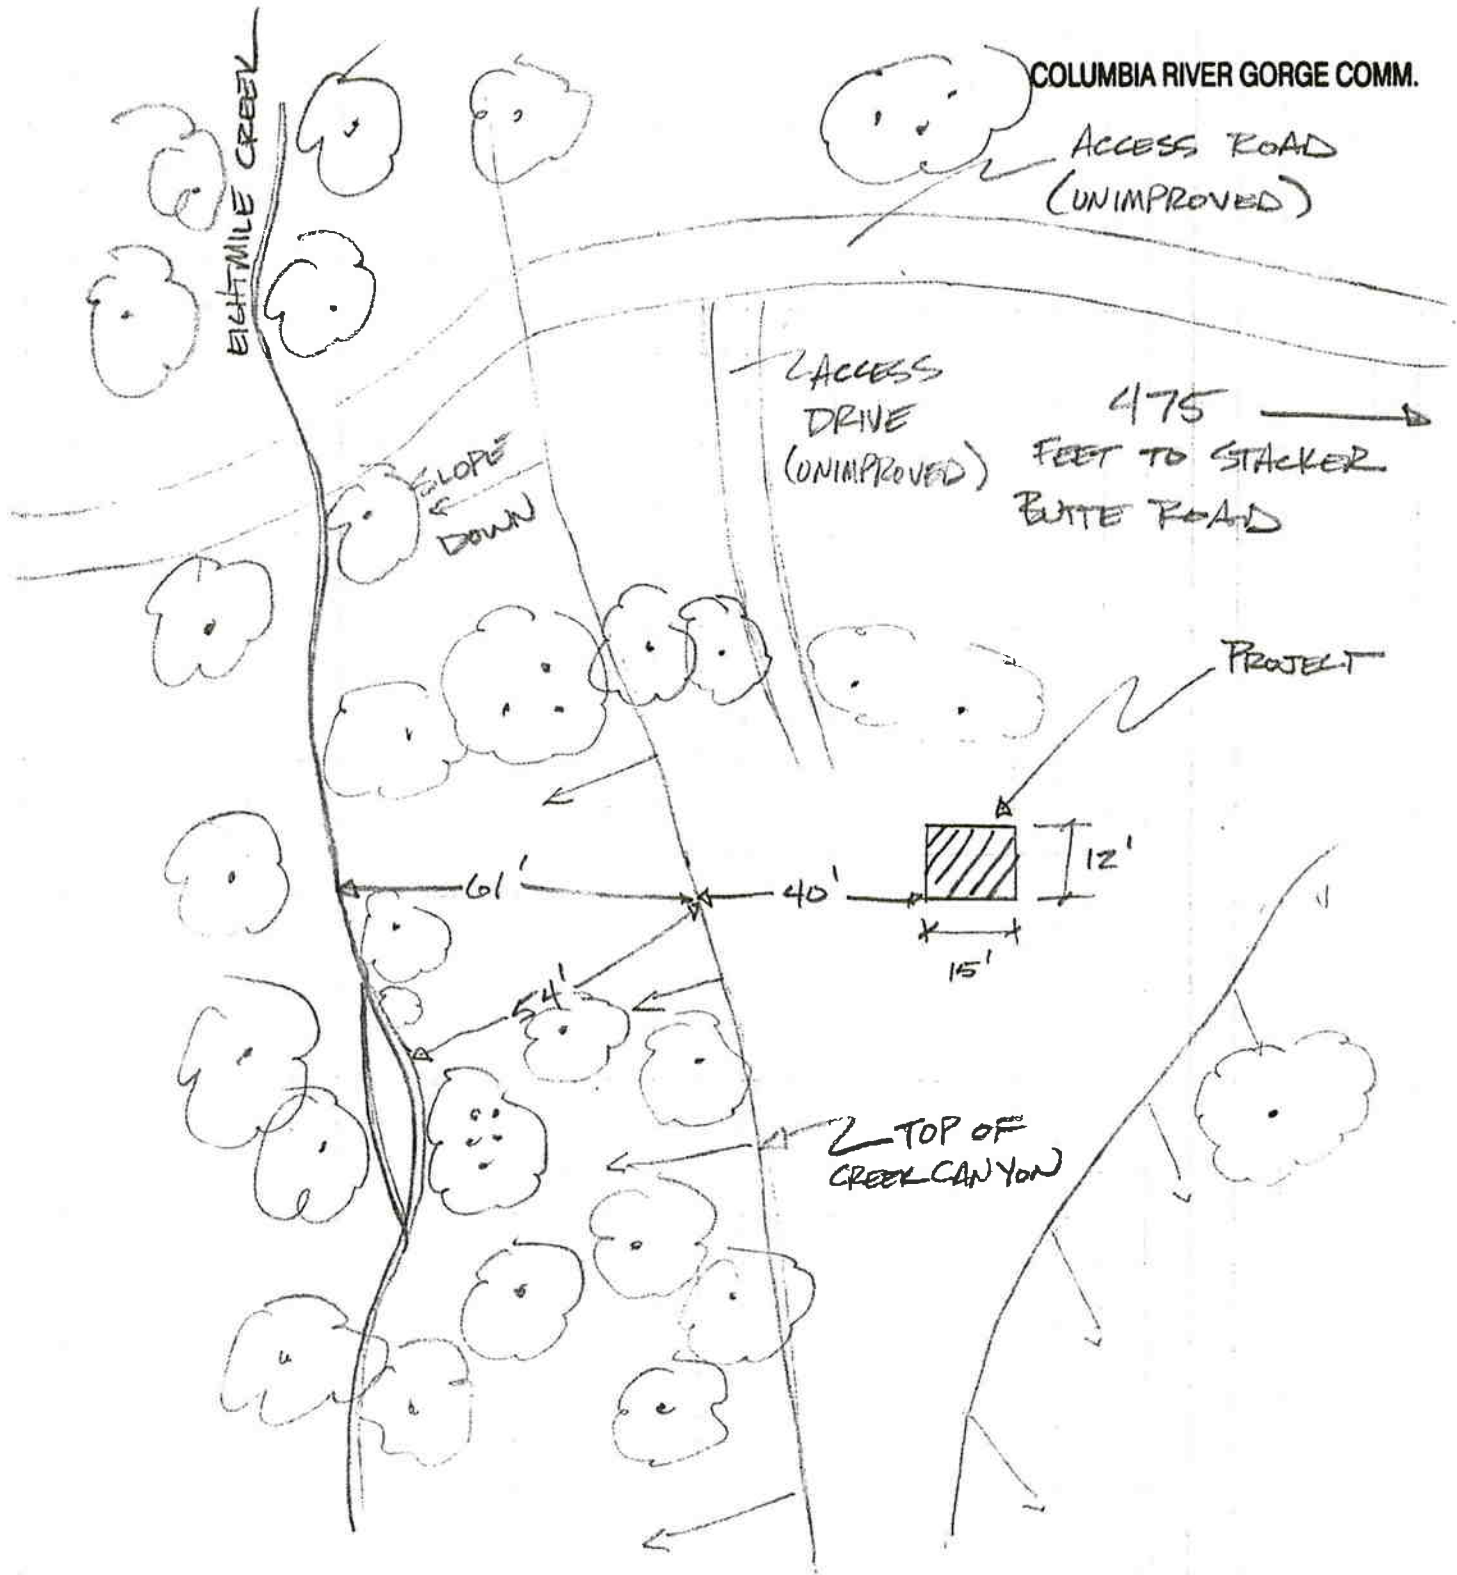 COLUMBIA RIVER GORGE COMM.
EIGHTMILE CREEK
ACCESS ROAD
(UNIMPROVED)
ACCESS
DRIVE
(UNIMPROVED)
475
FEET TO STACKER
BUTTE ROAD
SLOPE
DOWN
PROJECT
61'
40'
12'
15'
54'
TOP OF
CREEK CANYON